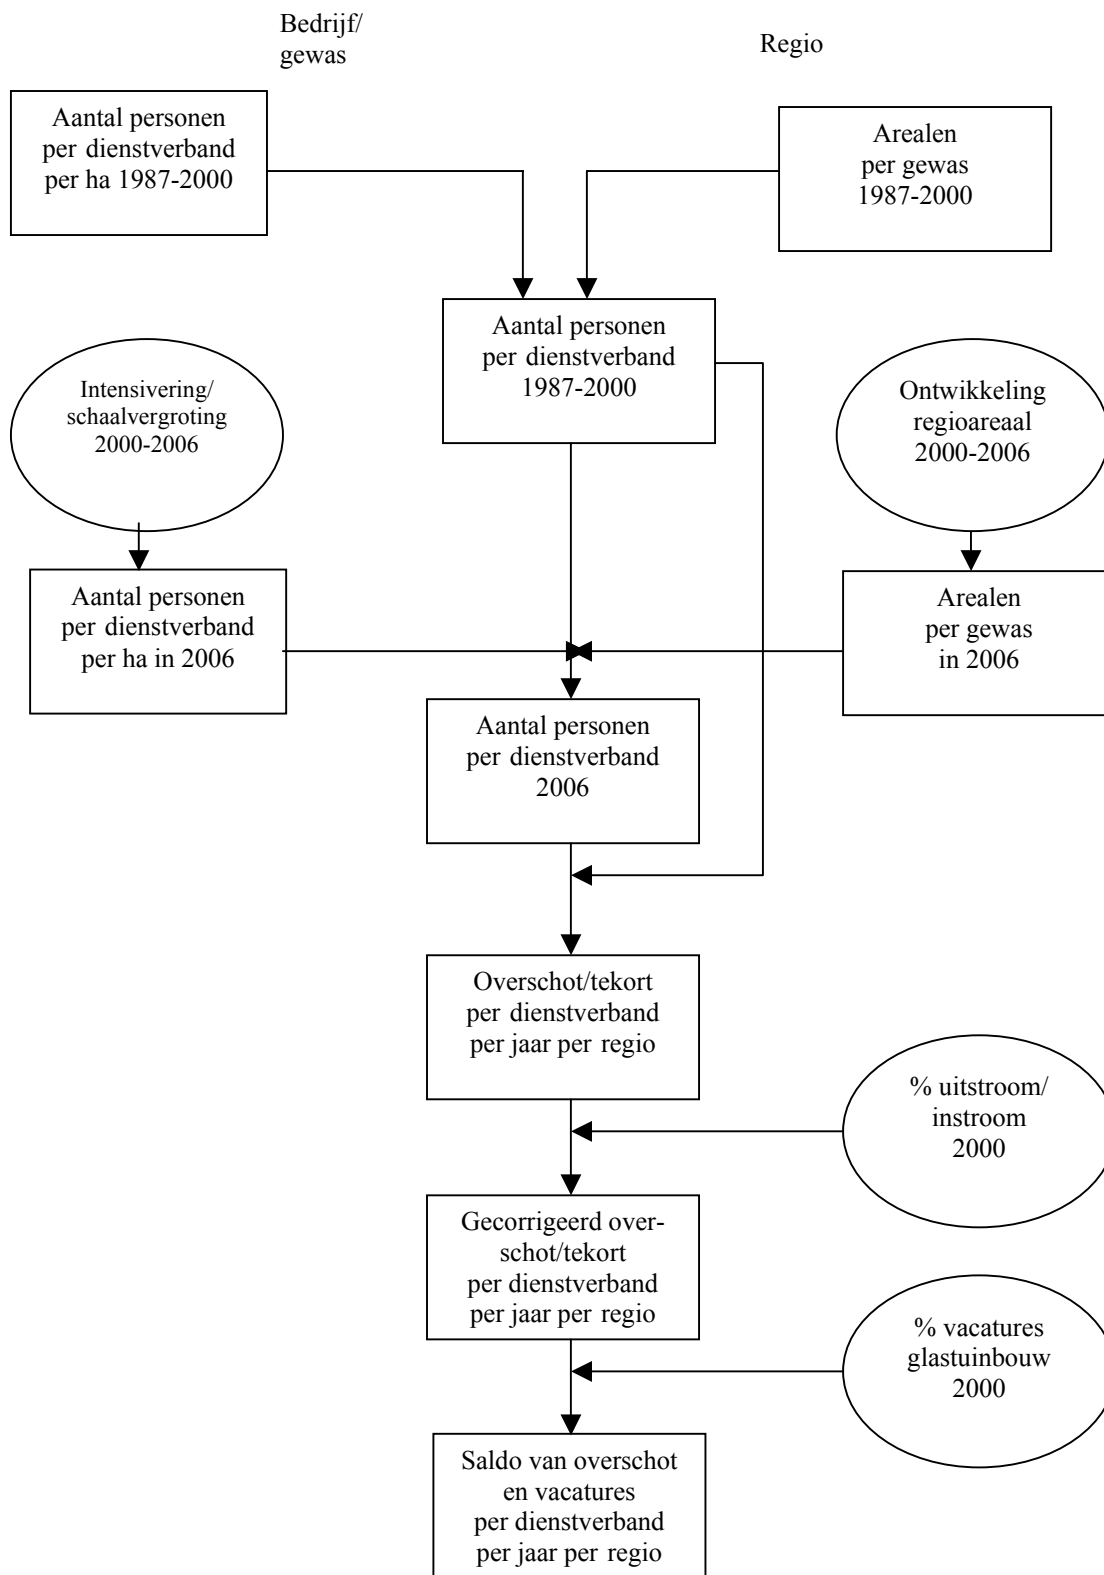 Bedrijf/
gewas
Regio
Aantal personen
per dienstverband
per ha 1987-2000
Arealen
per gewas
1987-2000
Aantal personen
per dienstverband
1987-2000
Intensivering/
schaalvergroting
2000-2006
Ontwikkeling
regioareaal
2000-2006
Aantal personen
per dienstverband
per ha in 2006
Arealen
per gewas
in 2006
Aantal personen
per dienstverband
2006
Overschot/tekort
per dienstverband
per jaar per regio
% uitstroom/
instroom
2000
Gecorrigeerd over-
schot/tekort
per dienstverband
per jaar per regio
% vacatures
glastuinbouw
2000
Saldo van overschot
en vacatures
per dienstverband
per jaar per regio